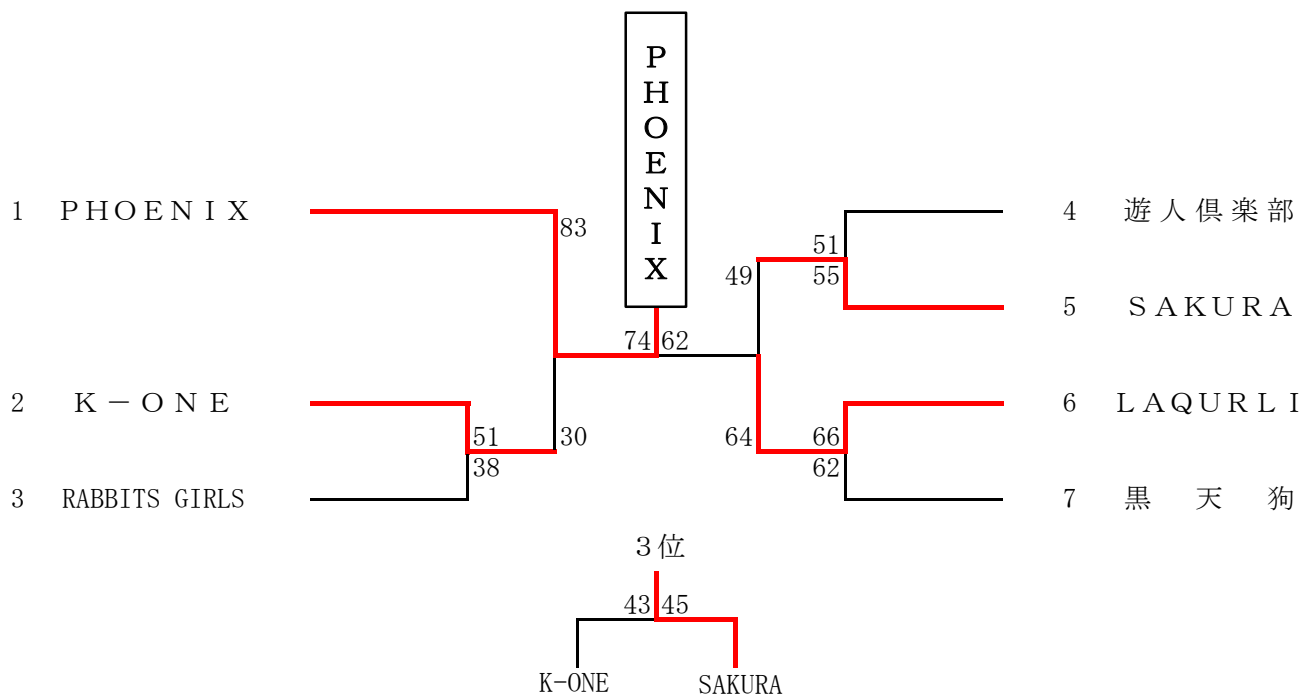 PHOENIX
1 ＰＨＯＥＮＩＸ
83
4 遊人倶楽部
51
49
55
5 ＳＡＫＵＲＡ
74 62
2 Ｋ－ＯＮＥ
6 ＬＡＱＵＲＬＩ
51
30
64
66
38
62
3 RABBITS GIRLS
7 黒天狗
３位
43 45
K-ONE
SAKURA